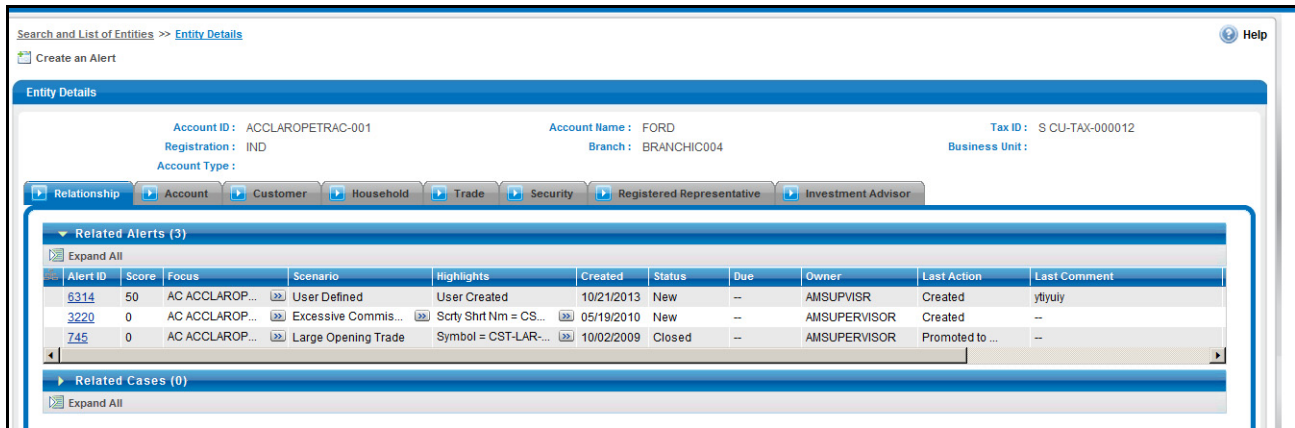 Search and List of Entities >> Entity Details
Help
Create an Alert
Entity Details
Account ID : ACCLAROPETRAC-001 Account Name : FORD Tax ID : S CU-TAX-000012
Registration : IND Branch : BRANCHIC004 Business Unit :
Account Type :
Relationship Account Customer Household Trade Security Registered Representative Investment Advisor
Related Alerts (3)
Expand All
Alert ID Score Focus Scenario Highlights Created Status Due Owner Last Action Last Comment
6314 50 AC ACCLAROP... User Defined User Created 10/21/2013 New -- AMSUPVISR Created ytiyuiy
3220 0 AC ACCLAROP... Excessive Commis... Scrty Shrt Nm = CS... 05/19/2010 New -- AMSUPERVISOR Created --
745 0 AC ACCLAROP... Large Opening Trade Symbol = CST-LAR-... 10/02/2009 Closed -- AMSUPERVISOR Promoted to ... --
Related Cases (0)
Expand All